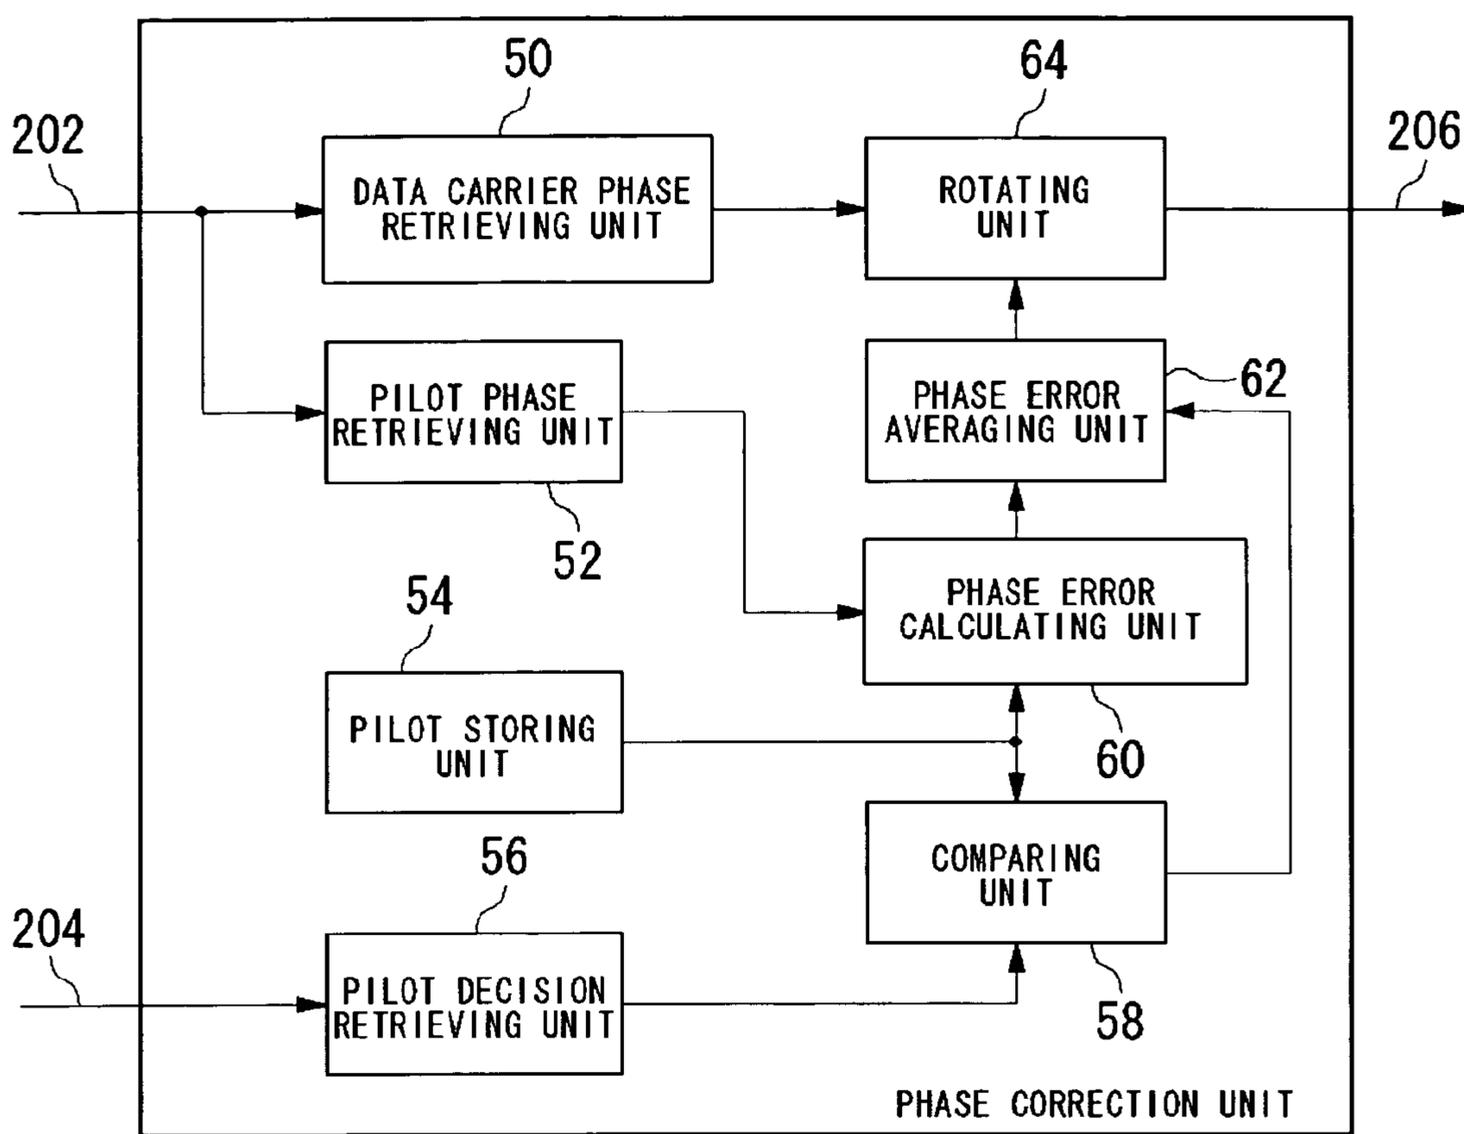 50
64
202
206
DATA CARRIER PHASE
RETRIEVING UNIT
ROTATING
UNIT
PILOT PHASE
RETRIEVING UNIT
PHASE ERROR
AVERAGING UNIT
62
52
54
PHASE ERROR
CALCULATING UNIT
PILOT STORING
UNIT
60
56
COMPARING
UNIT
204
PILOT DECISION
RETRIEVING UNIT
58
PHASE CORRECTION UNIT